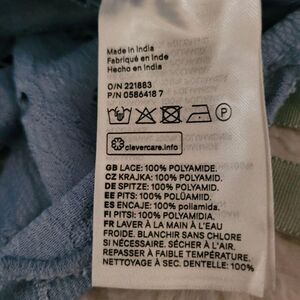 Made in India
Fabriqué en Inde
Hecho en India
O/N 221883
P/N 0586418 7
clevercare.info
GB LACE: 100% POLYAMIDE.
CZ KRAJKA: 100% POLYAMID.
DE SPITZE: 100% POLYAMID.
EE PITS: 100% POLÜAMIID.
ES ENCAJE: 100% poliamida.
FI PITSI: 100% POLYAMIDIA.
FR LAVER À LA MAIN À L'EAU
FROIDE. BLANCHIR SANS CHLORE
SI NÉCESSAIRE. SÉCHER À L'AIR.
REPASSER À FAIBLE TEMPÉRATURE.
NETTOYAGE À SEC. DENTELLE: 100%